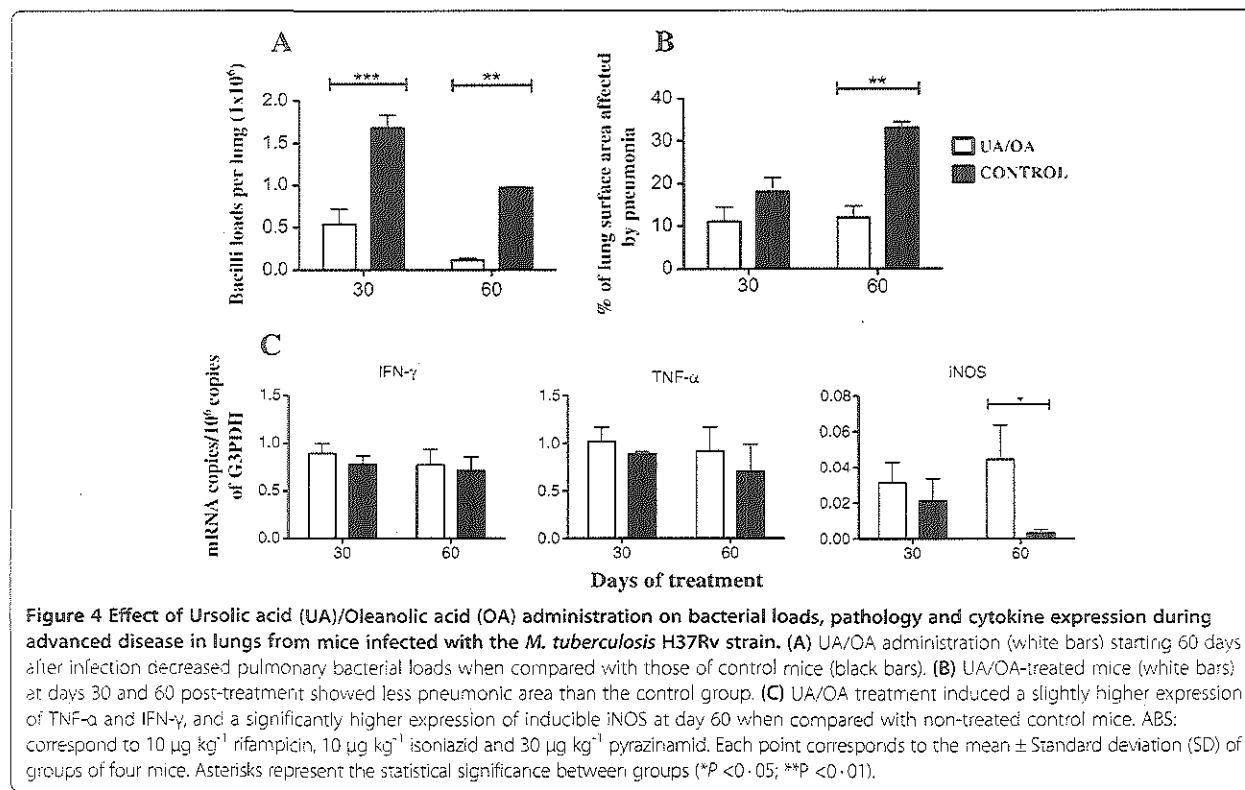 A
B
***
**
**
Bacilli loads per lung (1x10⁶)
2.0
1.5
1.0
0.5
0.0
30
60
% of lung surface area affected
by pneumonia
40
30
20
10
0
30
60
UA/OA
CONTROL
C
mRNA copies/10⁶ copies
of G3PDH
IFN-γ
1.5
1.0
0.5
0.0
30
60
TNF-α
1.5
1.0
0.5
0.0
30
60
iNOS
*
0.08
0.06
0.04
0.02
0.00
30
60
Days of treatment
Figure 4 Effect of Ursolic acid (UA)/Oleanolic acid (OA) administration on bacterial loads, pathology and cytokine expression during
advanced disease in lungs from mice infected with the M. tuberculosis H37Rv strain. (A) UA/OA administration (white bars) starting 60 days
after infection decreased pulmonary bacterial loads when compared with those of control mice (black bars). (B) UA/OA-treated mice (white bars)
at days 30 and 60 post-treatment showed less pneumonic area than the control group. (C) UA/OA treatment induced a slightly higher expression
of TNF-α and IFN-γ, and a significantly higher expression of inducible iNOS at day 60 when compared with non-treated control mice. ABS:
correspond to 10 µg kg⁻¹ rifampicin, 10 µg kg⁻¹ isoniazid and 30 µg kg⁻¹ pyrazinamid. Each point corresponds to the mean ± Standard deviation (SD) of
groups of four mice. Asterisks represent the statistical significance between groups (*P <0·05; **P <0·01).